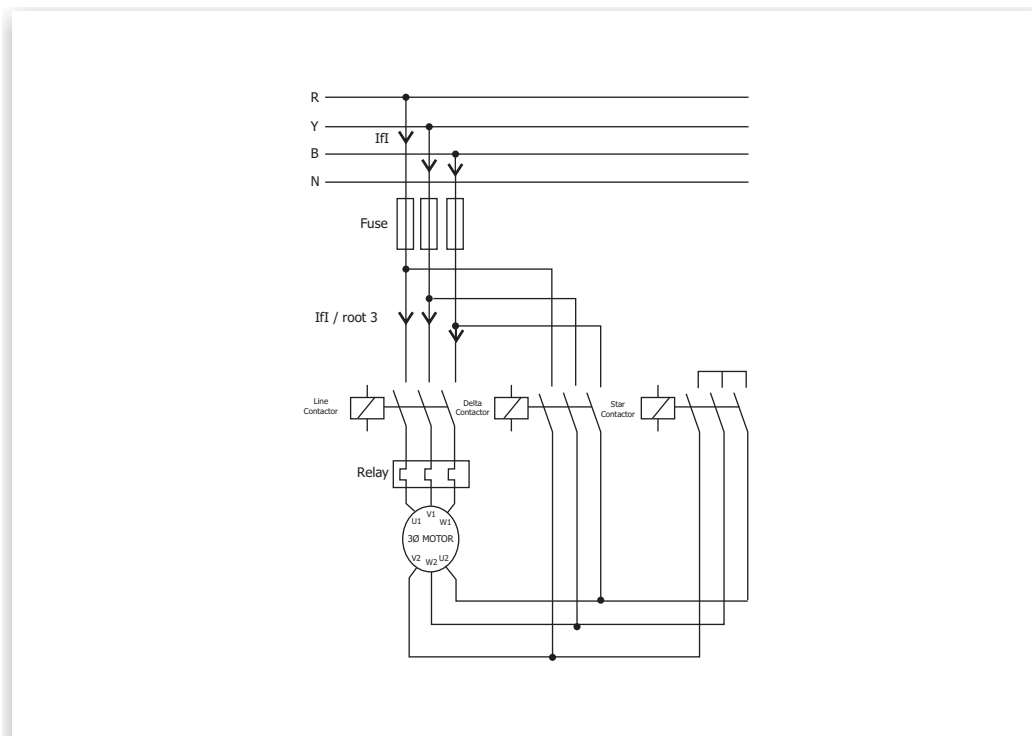 R
Y
IfI
B
N
Fuse
IfI / root 3
Line
Contactor
Delta
Contactor
Star
Contactor
Relay
U1 V1 W1
3Ø MOTOR
V2 W2 U2